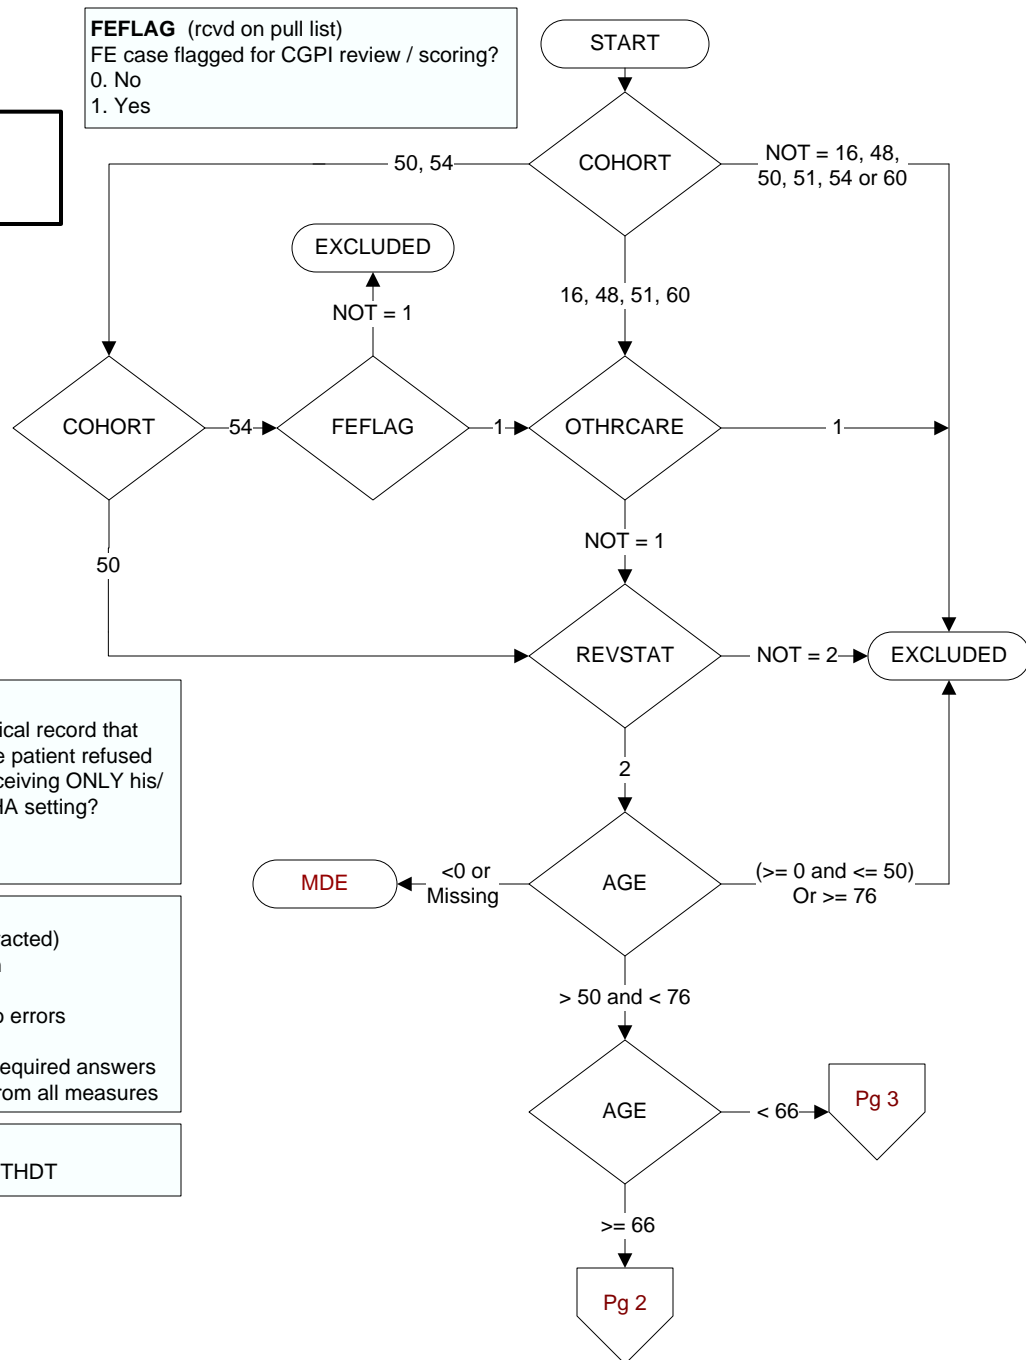 FEFLAG (rcvd on pull list)
FE case flagged for CGPI review / scoring?
0. No
1. Yes
START
COHORT
50, 54
NOT = 16, 48,
50, 51, 54 or 60
16, 48, 51, 60
EXCLUDED
NOT = 1
COHORT
54
FEFLAG
1
OTHRCARE
1
NOT = 1
50
REVSTAT
NOT = 2
EXCLUDED
2
ical record that
e patient refused
ceiving ONLY his/
HA setting?
MDE
<0 or
Missing
AGE
(>= 0 and <= 50)
Or >= 76
racted)
errors
equired answers
rom all measures
> 50 and < 76
AGE
< 66
Pg 3
THDT
>= 66
Pg 2